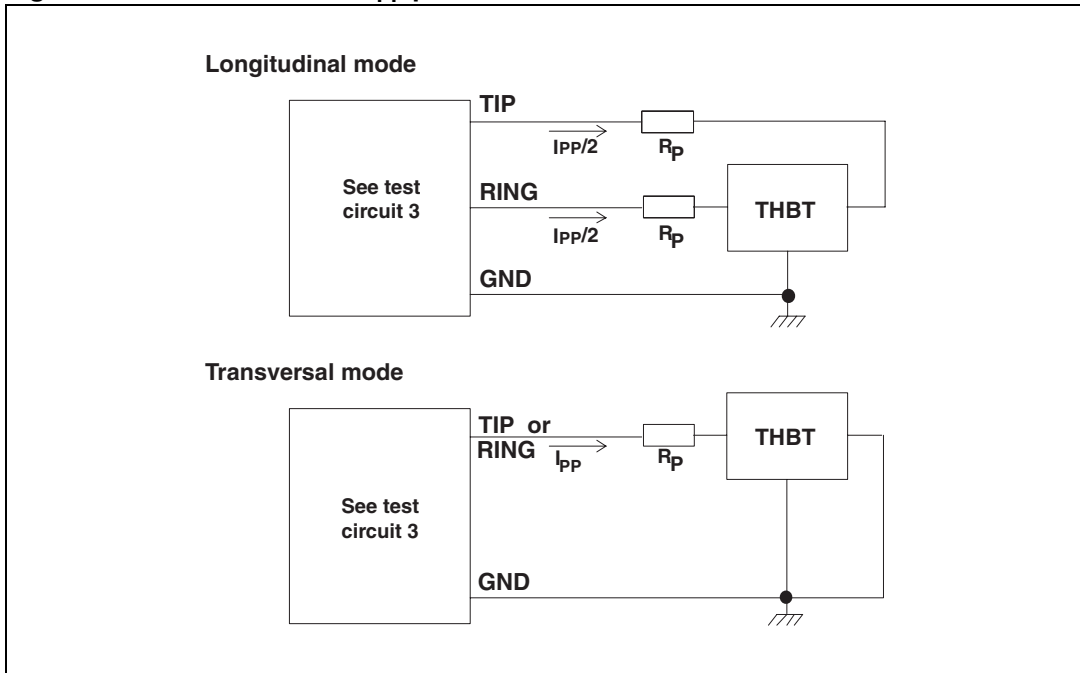 Longitudinal mode
TIP
IPP/2
RP
See test
circuit 3
RING
THBT
IPP/2
RP
GND
Transversal mode
TIP or
RING
IPP
RP
THBT
See test
circuit 3
GND